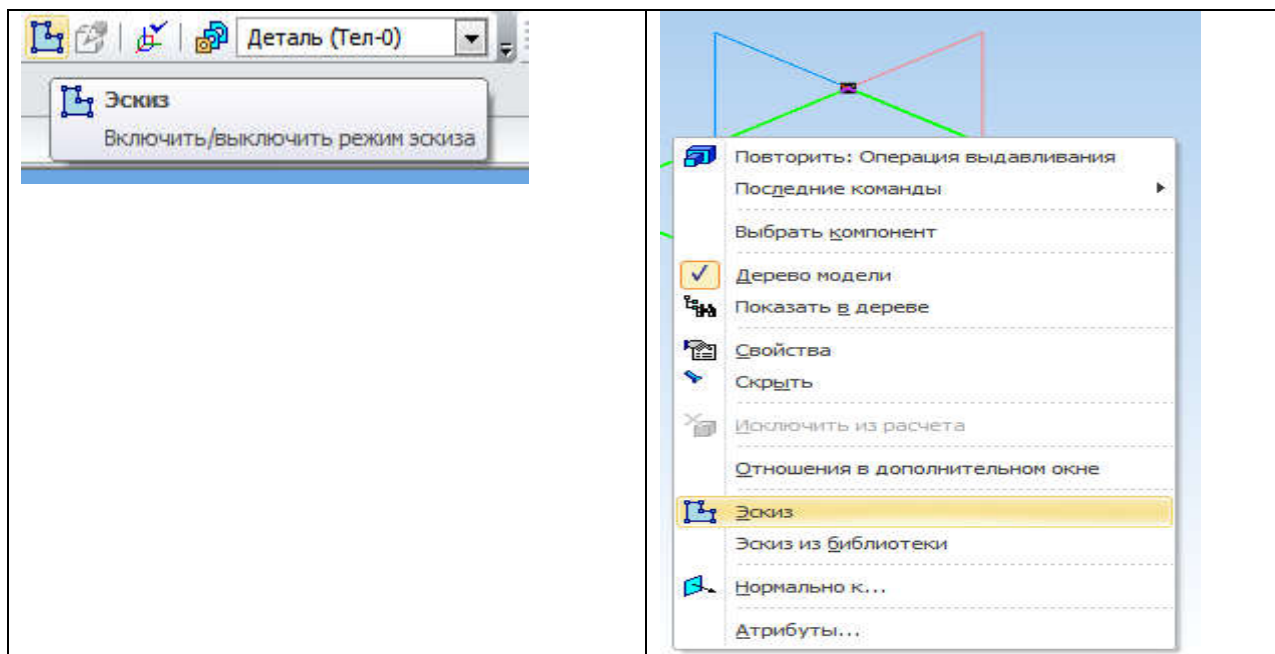 Деталь (Тел-0)
Эскиз
Включить/выключить режим эскиза
Повторить: Операция выдавливания
Последние команды
Выбрать компонент
Дерево модели
Показать в дереве
Свойства
Скрыть
Исключить из расчета
Отношения в дополнительном окне
Эскиз
Эскиз из библиотеки
Нормально к...
Атрибуты...